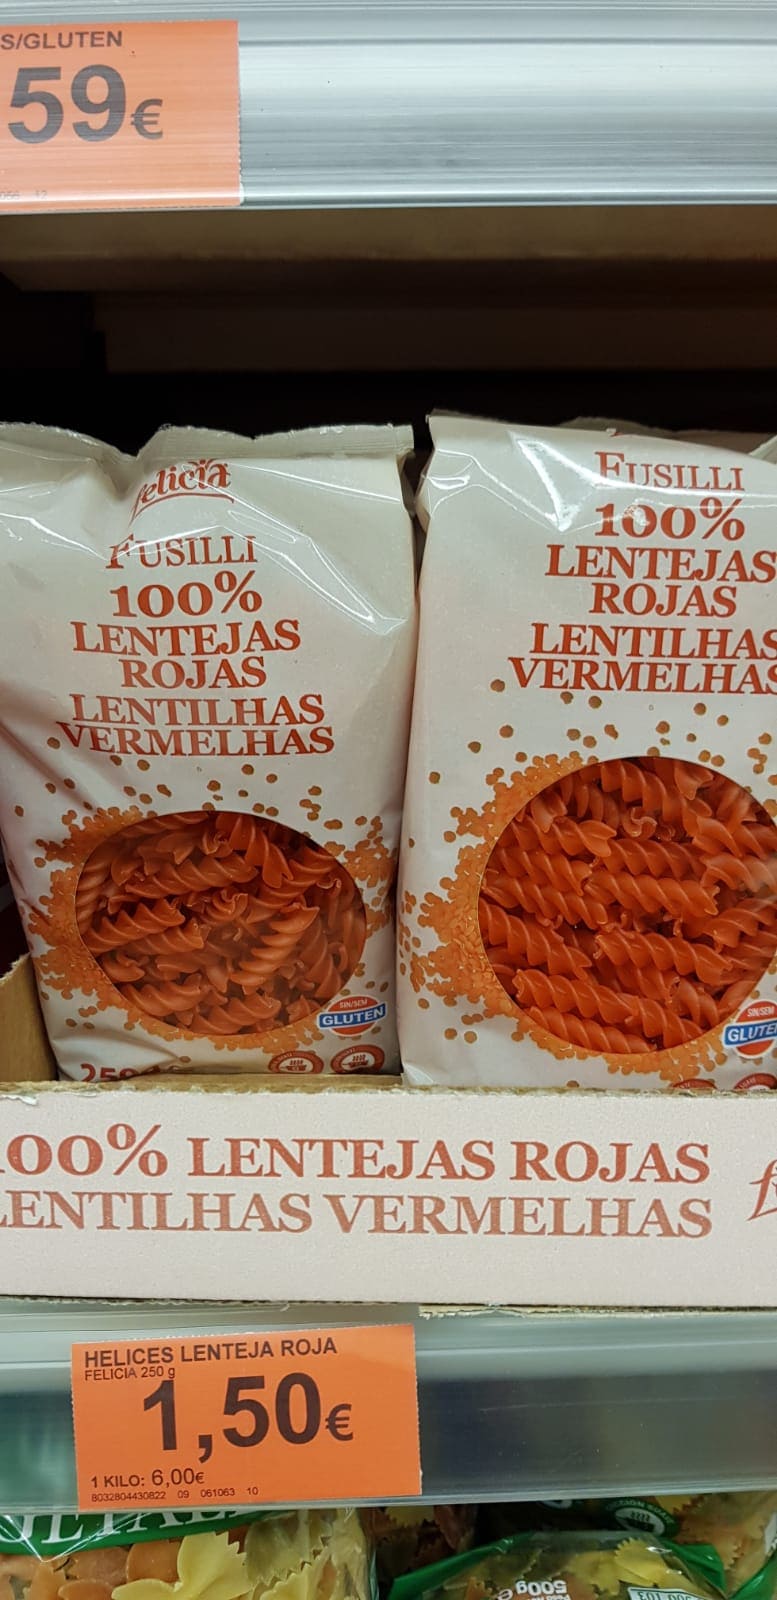 S/GLUTEN
59€
felicia
FUSILLI
100%
LENTEJAS
ROJAS
LENTILHAS
VERMELHAS
SIN/SEM
GLUTEN
FUSILLI
100%
LENTEJAS
ROJAS
LENTILHAS
VERMELHAS
SIN/SEM
GLUTEN
100% LENTEJAS ROJAS
LENTILHAS VERMELHAS
HELICES LENTEJA ROJA
FELICIA 250 g
1,50€
1 KILO: 6,00€
8032804430822 09 061063 10
500g